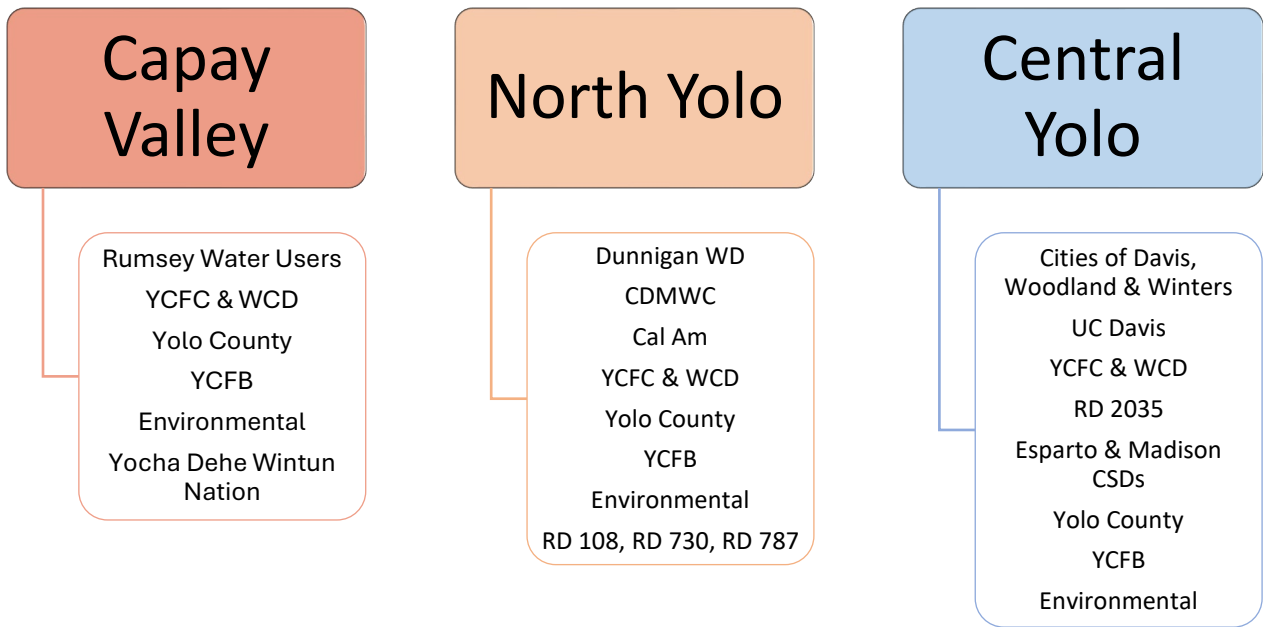 Capay
Valley
Rumsey Water Users
YCFC & WCD
Yolo County
YCFB
Environmental
Yocha Dehe Wintun
Nation
North Yolo
Dunnigan WD
CDMWC
Cal Am
YCFC & WCD
Yolo County
YCFB
Environmental
RD 108, RD 730, RD 787
Central
Yolo
Cities of Davis,
Woodland & Winters
UC Davis
YCFC & WCD
RD 2035
Esparto & Madison
CSDs
Yolo County
YCFB
Environmental